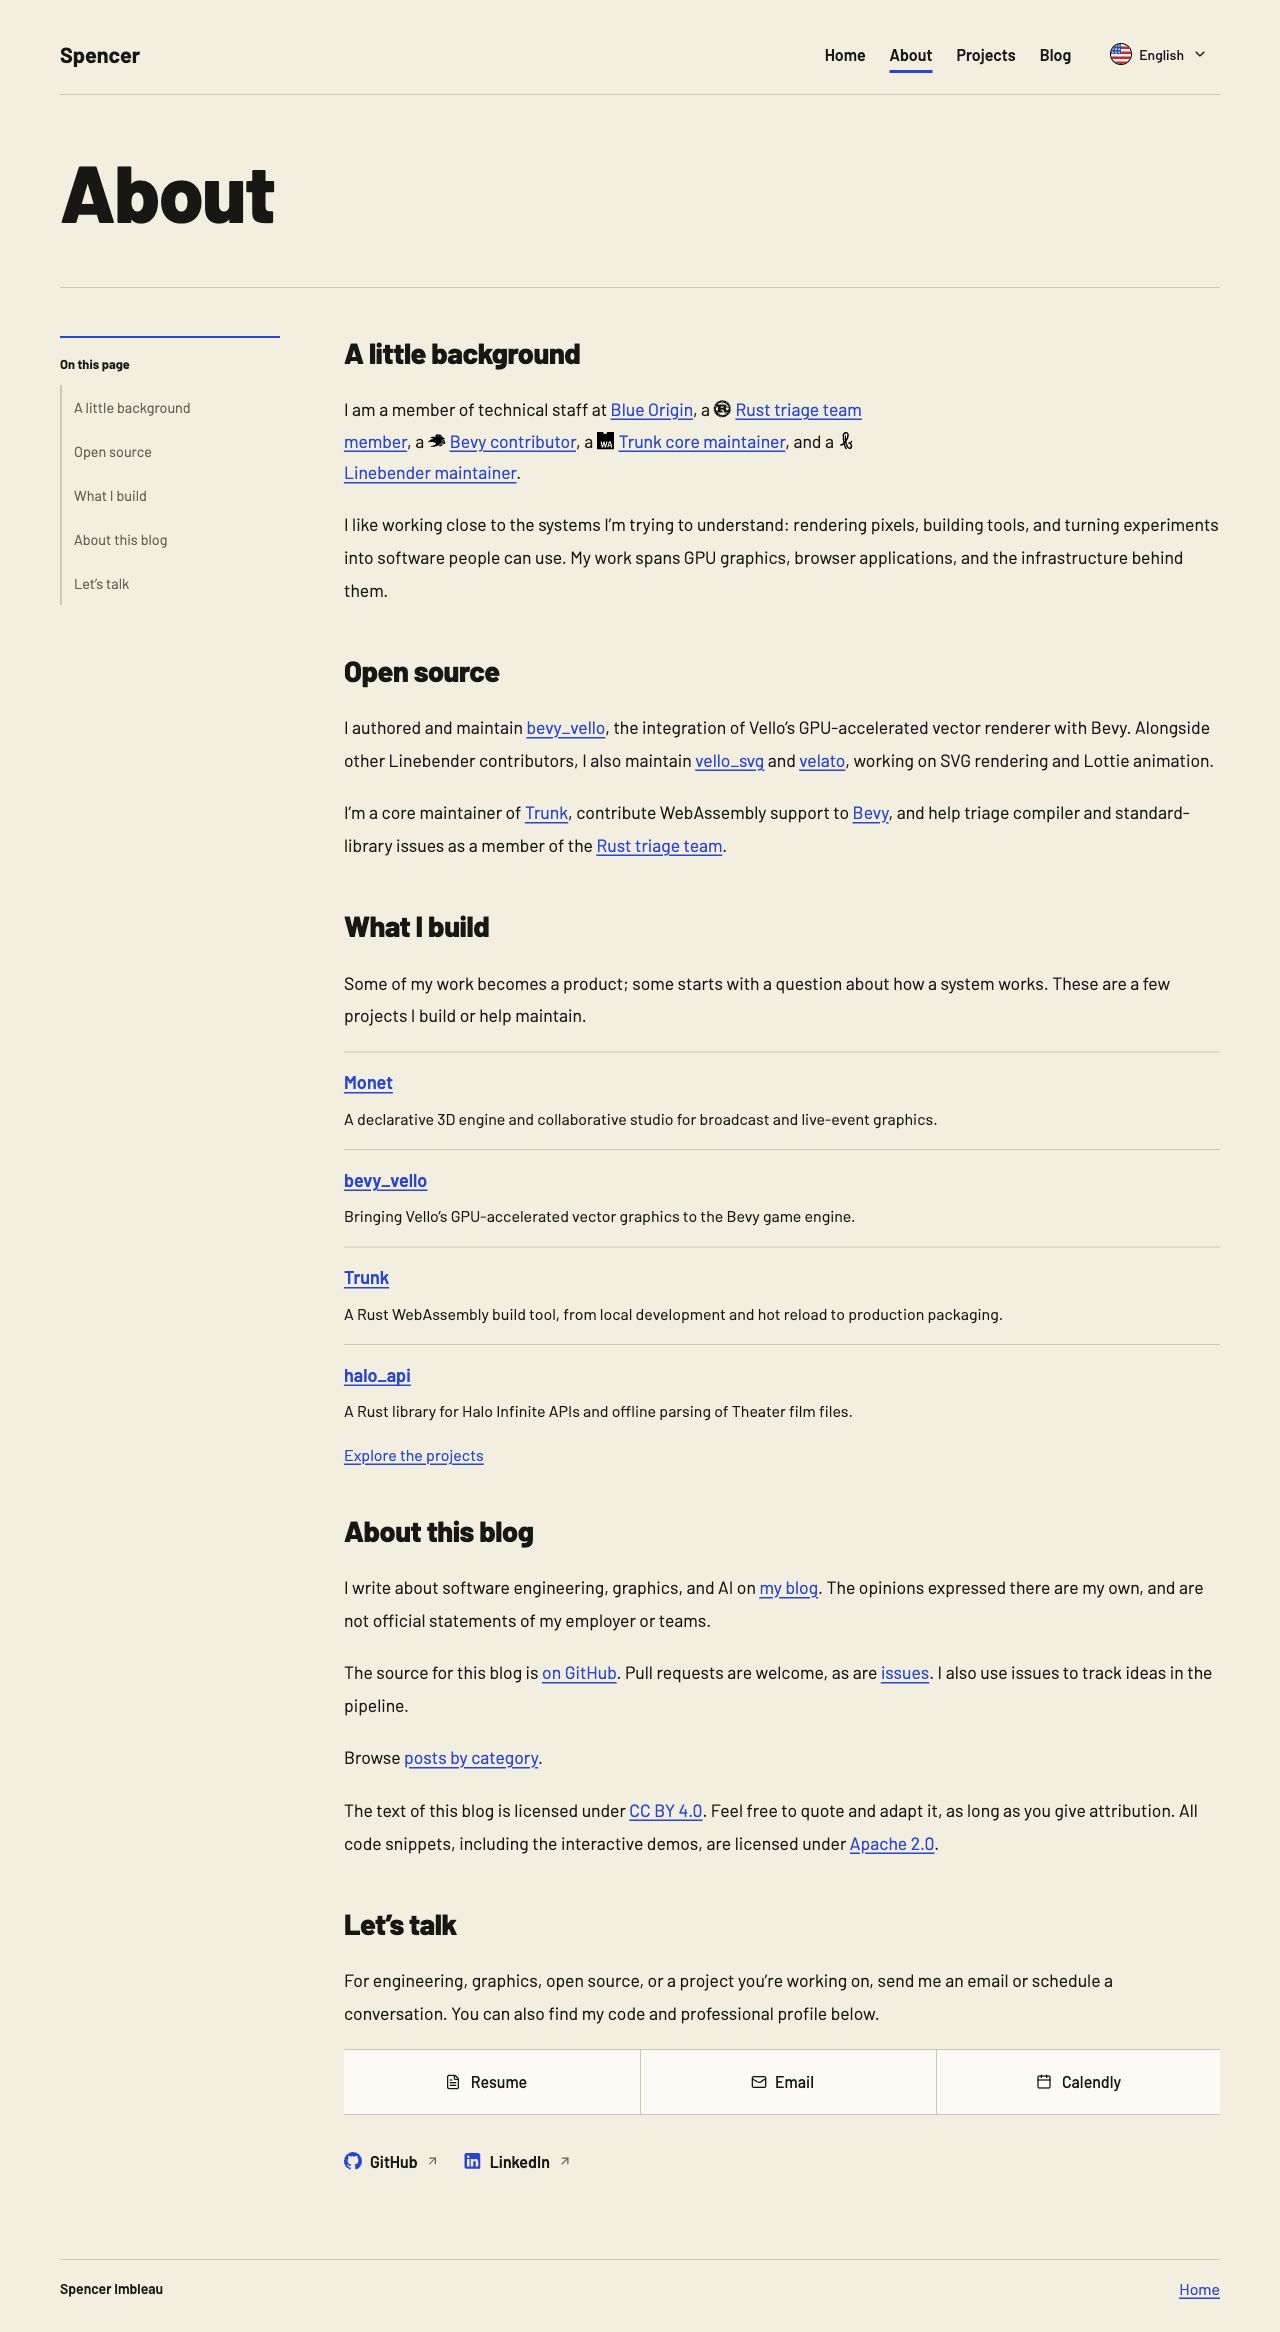 Spencer
Home About Projects Blog English
About
On this page
A little background
Open source
What I build
About this blog
Let’s talk
A little background
I am a member of technical staff at Blue Origin, a Rust triage team
member, a Bevy contributor, a WA Trunk core maintainer, and a
Linebender maintainer.
I like working close to the systems I’m trying to understand: rendering pixels, building tools, and turning experiments
into software people can use. My work spans GPU graphics, browser applications, and the infrastructure behind
them.
Open source
I authored and maintain bevy_vello, the integration of Vello’s GPU-accelerated vector renderer with Bevy. Alongside
other Linebender contributors, I also maintain vello_svg and velato, working on SVG rendering and Lottie animation.
I’m a core maintainer of Trunk, contribute WebAssembly support to Bevy, and help triage compiler and standard-
library issues as a member of the Rust triage team.
What I build
Some of my work becomes a product; some starts with a question about how a system works. These are a few
projects I build or help maintain.
Monet
A declarative 3D engine and collaborative studio for broadcast and live-event graphics.
bevy_vello
Bringing Vello’s GPU-accelerated vector graphics to the Bevy game engine.
Trunk
A Rust WebAssembly build tool, from local development and hot reload to production packaging.
halo_api
A Rust library for Halo Infinite APIs and offline parsing of Theater film files.
Explore the projects
About this blog
I write about software engineering, graphics, and AI on my blog. The opinions expressed there are my own, and are
not official statements of my employer or teams.
The source for this blog is on GitHub. Pull requests are welcome, as are issues. I also use issues to track ideas in the
pipeline.
Browse posts by category.
The text of this blog is licensed under CC BY 4.0. Feel free to quote and adapt it, as long as you give attribution. All
code snippets, including the interactive demos, are licensed under Apache 2.0.
Let’s talk
For engineering, graphics, open source, or a project you’re working on, send me an email or schedule a
conversation. You can also find my code and professional profile below.
Resume Email Calendly
GitHub LinkedIn
Spencer Imbleau Home